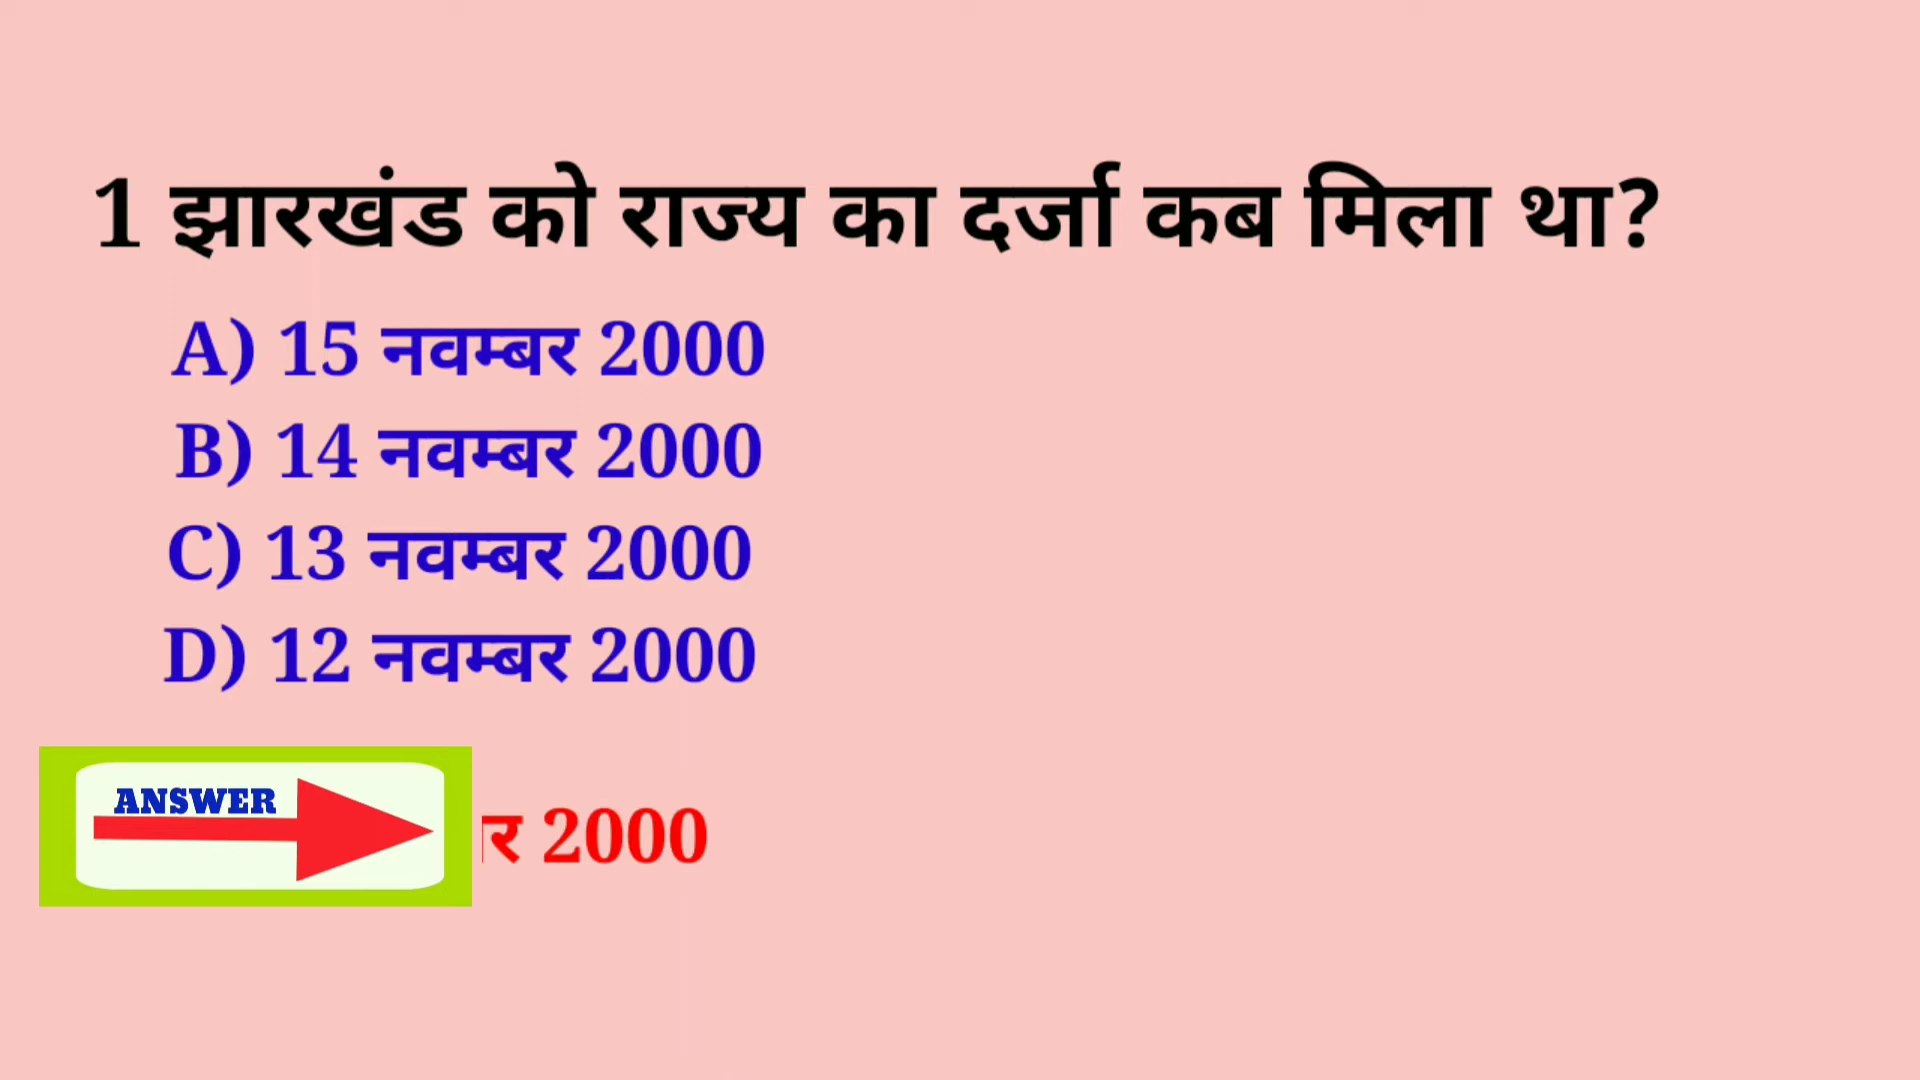 1 झारखंड को राज्य का दर्जा कब मिला था?
A) 15 नवम्बर 2000
B) 14 नवम्बर 2000
C) 13 नवम्बर 2000
D) 12 नवम्बर 2000
ANSWER
2000